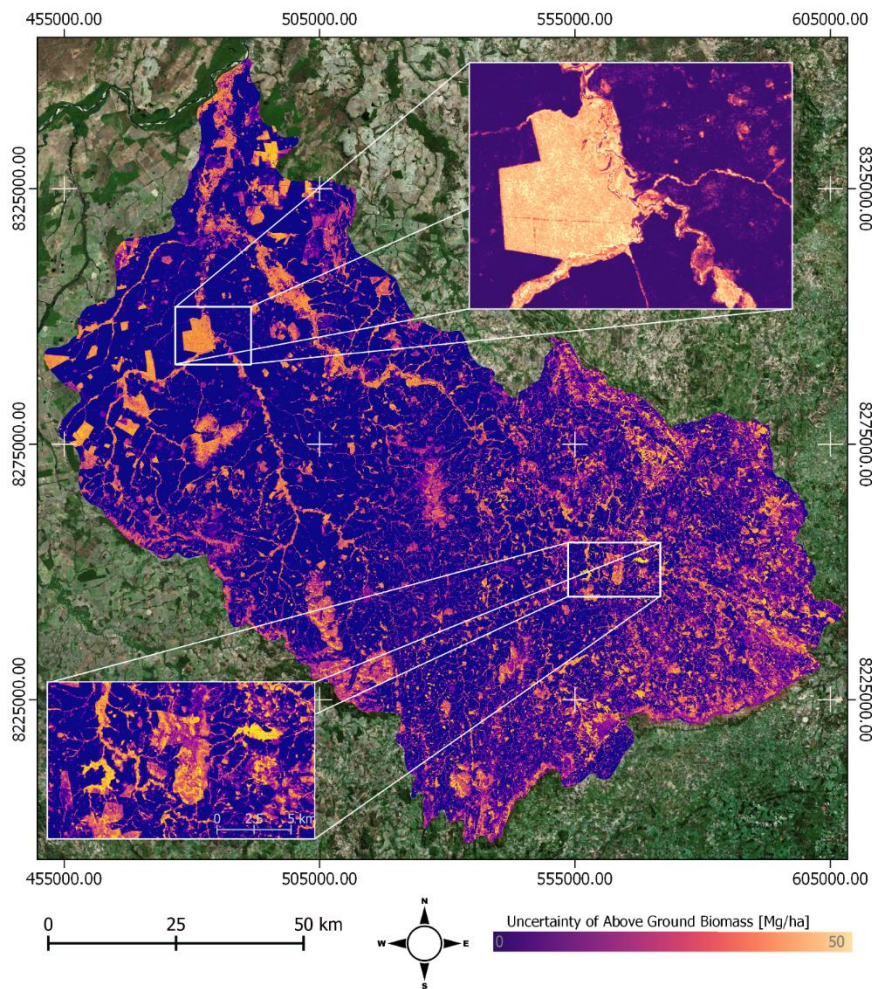 455000.00 505000.00 555000.00 605000.00
8325000.00 8325000.00
8275000.00 8275000.00
8225000.00 8225000.00
0 2.5 5 km
455000.00 505000.00 555000.00 605000.00
0 25 50 km
N
W E
S
Uncertainty of Above Ground Biomass [Mg/ha]
0 50